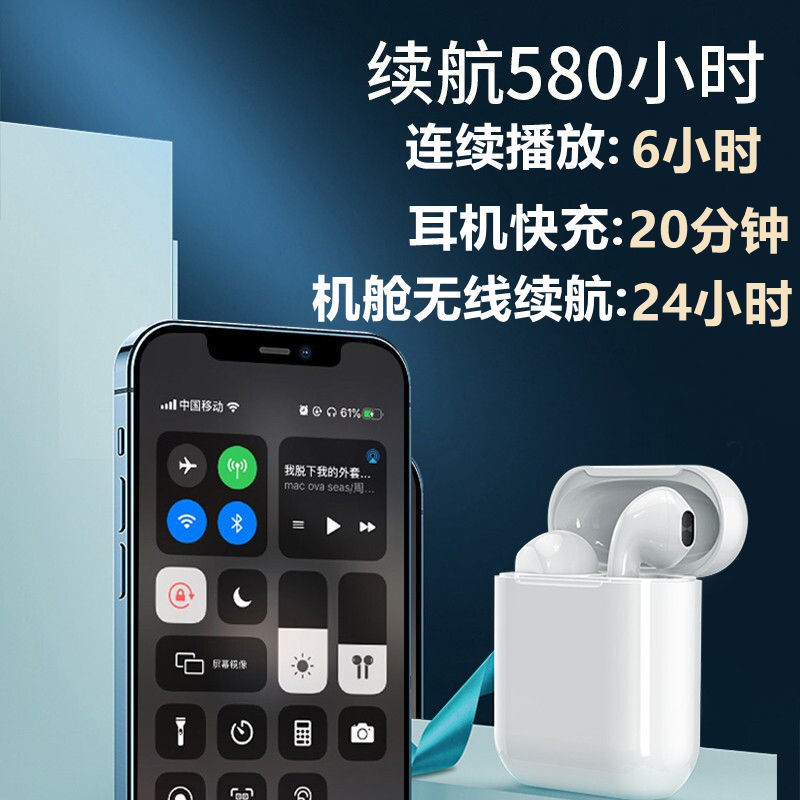 续航580小时
连续播放:6小时
耳机快充:20分钟
机舱无线续航:24小时
中国移动
61%
我脱下我的外套...
mac ova seas/周...
屏幕镜像